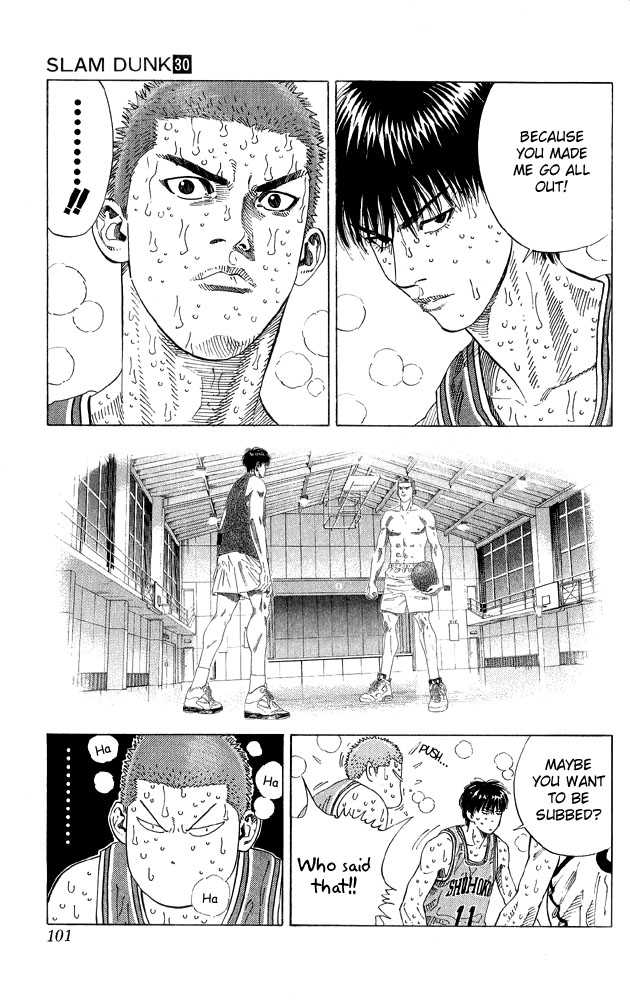 SLAM DUNK 30
BECAUSE
YOU MADE
ME GO ALL
OUT!
.........!!
MAYBE
YOU WANT
TO BE
SUBBED?
PUSH...
Who said
that!!
SHOHOKU
11
Ha
Ha
Ha
..........
101